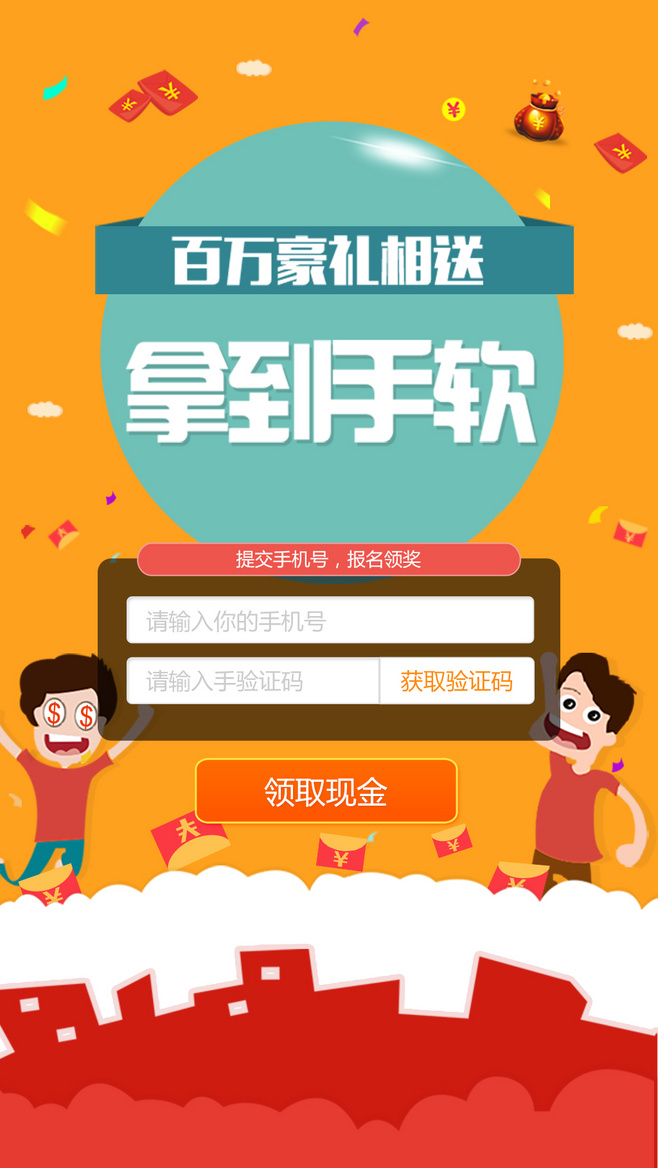 百万豪礼相送
拿到手软
提交手机号，报名领奖
请输入你的手机号
请输入手验证码
获取验证码
领取现金
大